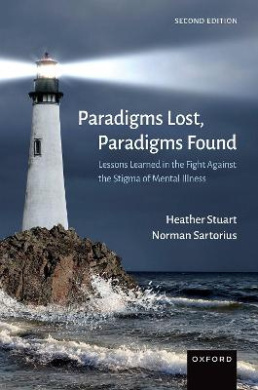 SECOND EDITION
Paradigms Lost,
Paradigms Found
Lessons Learned in the Fight Against
the Stigma of Mental Illness
Heather Stuart
Norman Sartorius
OXFORD